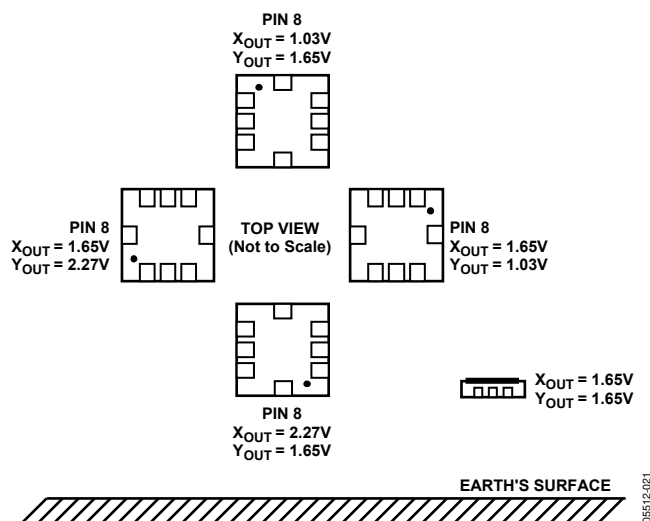 PIN 8
XOUT = 1.03V
YOUT = 1.65V
PIN 8
XOUT = 1.65V
YOUT = 2.27V
TOP VIEW
(Not to Scale)
PIN 8
XOUT = 1.65V
YOUT = 1.03V
PIN 8
XOUT = 2.27V
YOUT = 1.65V
XOUT = 1.65V
YOUT = 1.65V
EARTH'S SURFACE
05512-021